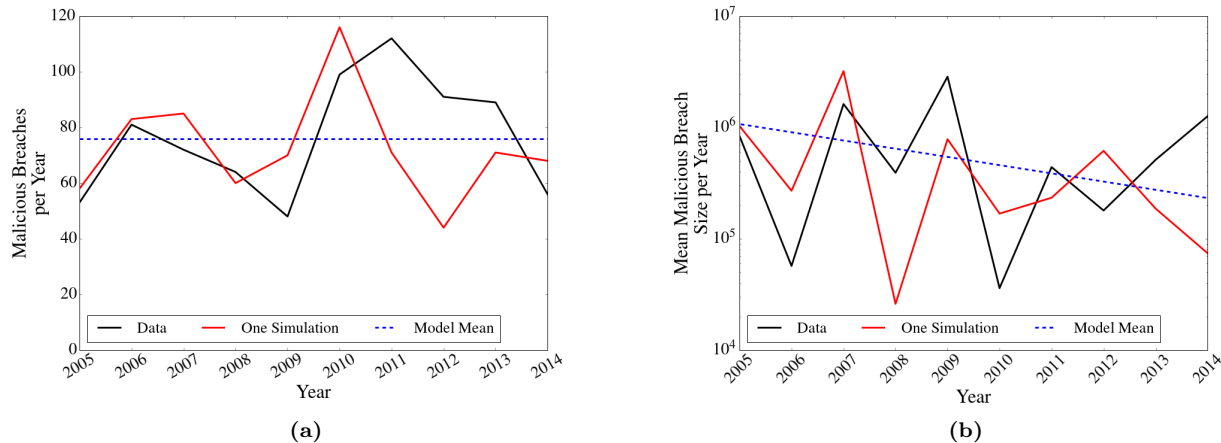 Malicious Breaches
per Year
120
100
80
60
40
20
0
Data One Simulation Model Mean
2005 2006 2007 2008 2009 2010 2011 2012 2013 2014
Year
(a)
Mean Malicious Breach
Size per Year
10^7
10^6
10^5
10^4
Data One Simulation Model Mean
2005 2006 2007 2008 2009 2010 2011 2012 2013 2014
Year
(b)